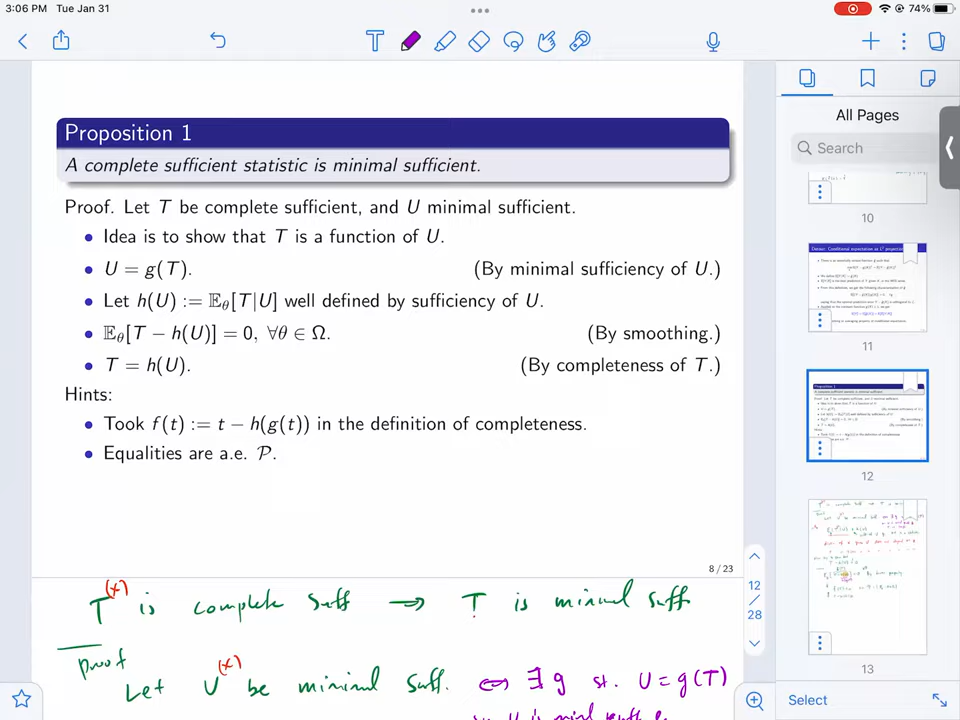 3:06 PM Tue Jan 31
74%
All Pages
Search
Proposition 1
A complete sufficient statistic is minimal sufficient.
Proof. Let T be complete sufficient, and U minimal sufficient.
• Idea is to show that T is a function of U.
• U = g(T). (By minimal sufficiency of U.)
• Let h(U) := 𝔼θ[T|U] well defined by sufficiency of U.
• 𝔼θ[T − h(U)] = 0, ∀θ ∈ Ω. (By smoothing.)
• T = h(U). (By completeness of T.)
Hints:
• Took f(t) := t − h(g(t)) in the definition of completeness.
• Equalities are a.e. 𝒫.
8 / 23
T(x) is complete suff → T is minimal suff
proof
Let U(x) be minimal suff. ⇔ ∃ g st. U = g(T)
10
11
12
13
12
/
28
Select